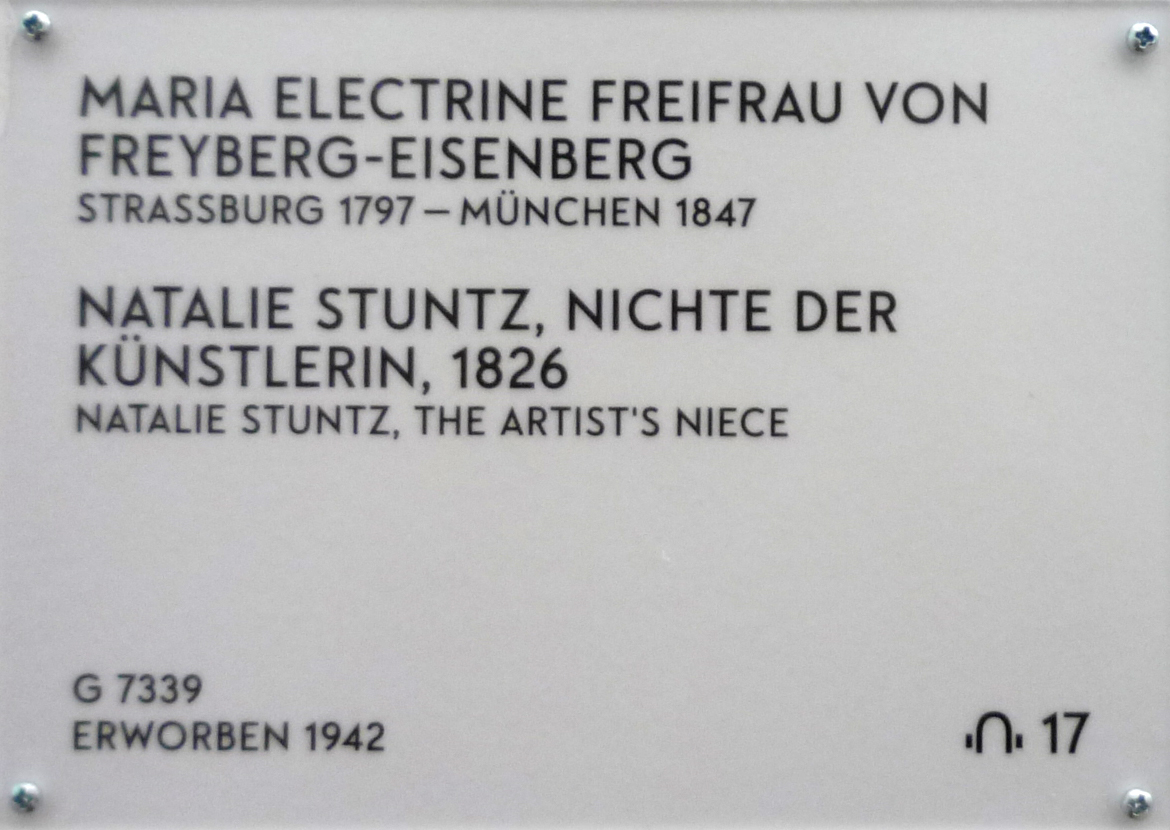 MARIA ELECTRINE FREIFRAU VON
FREYBERG-EISENBERG
STRASSBURG 1797 – MÜNCHEN 1847
NATALIE STUNTZ, NICHTE DER
KÜNSTLERIN, 1826
NATALIE STUNTZ, THE ARTIST'S NIECE
G 7339
ERWORBEN 1942
17